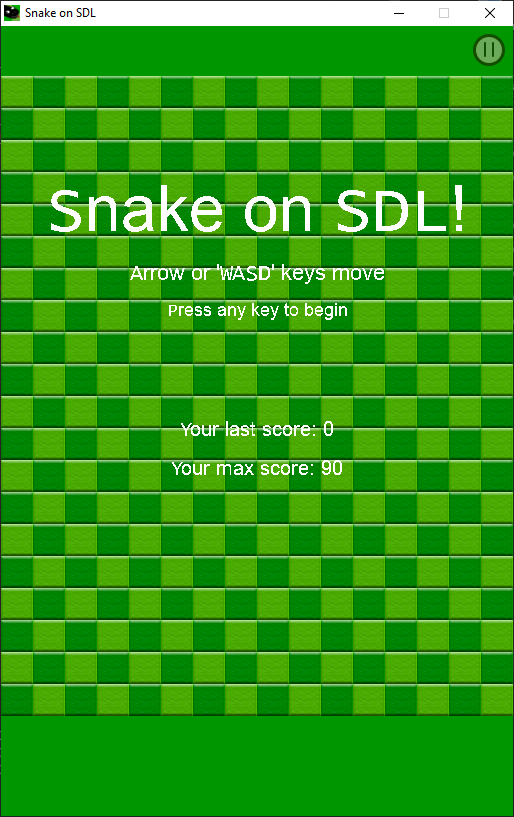 Snake on SDL
Snake on SDL!
Arrow or 'WASD' keys move
Press any key to begin
Your last score: 0
Your max score: 90